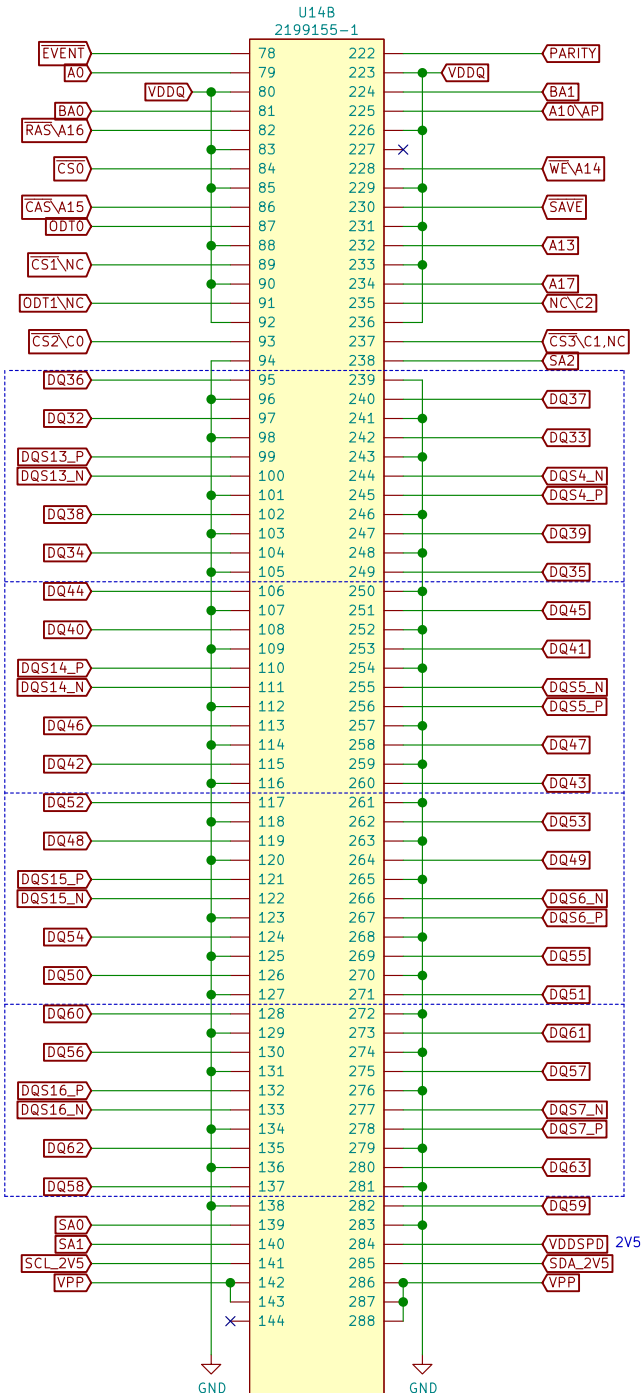 U14B
2199155-1
EVENT 78 222 PARITY
A0 79 223 VDDQ
VDDQ 80 224 BA1
BA0 81 225 A10\AP
RAS\A16 82 226
83 227
CS0 84 228 WE\A14
85 229
CAS\A15 86 230 SAVE
ODT0 87 231
88 232 A13
CS1\NC 89 233
90 234 A17
ODT1\NC 91 235 NC\C2
92 236
CS2\C0 93 237 CS3\C1,NC
94 238 SA2
DQ36 95 239
96 240 DQ37
DQ32 97 241
98 242 DQ33
DQS13_P 99 243
DQS13_N 100 244 DQS4_N
101 245 DQS4_P
DQ38 102 246
103 247 DQ39
DQ34 104 248
105 249 DQ35
DQ44 106 250
107 251 DQ45
DQ40 108 252
109 253 DQ41
DQS14_P 110 254
DQS14_N 111 255 DQS5_N
112 256 DQS5_P
DQ46 113 257
114 258 DQ47
DQ42 115 259
116 260 DQ43
DQ52 117 261
118 262 DQ53
DQ48 119 263
120 264 DQ49
DQS15_P 121 265
DQS15_N 122 266 DQS6_N
123 267 DQS6_P
DQ54 124 268
125 269 DQ55
DQ50 126 270
127 271 DQ51
DQ60 128 272
129 273 DQ61
DQ56 130 274
131 275 DQ57
DQS16_P 132 276
DQS16_N 133 277 DQS7_N
134 278 DQS7_P
DQ62 135 279
136 280 DQ63
DQ58 137 281
138 282 DQ59
SA0 139 283
SA1 140 284 VDDSPD 2V5
SCL_2V5 141 285 SDA_2V5
VPP 142 286 VPP
143 287
144 288
GND GND